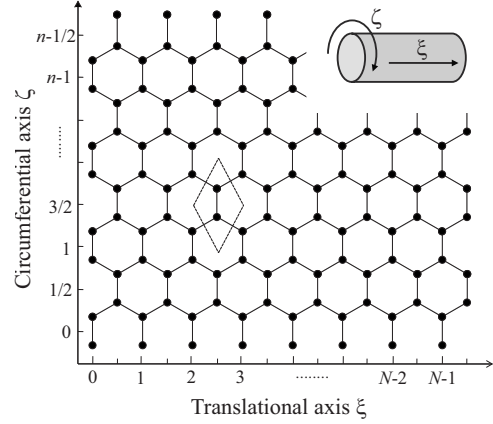 ζ
ξ
n-1/2
n-1
........
3/2
1
1/2
0
Circumferential axis ζ
0 1 2 3 ........ N-2 N-1
Translational axis ξ